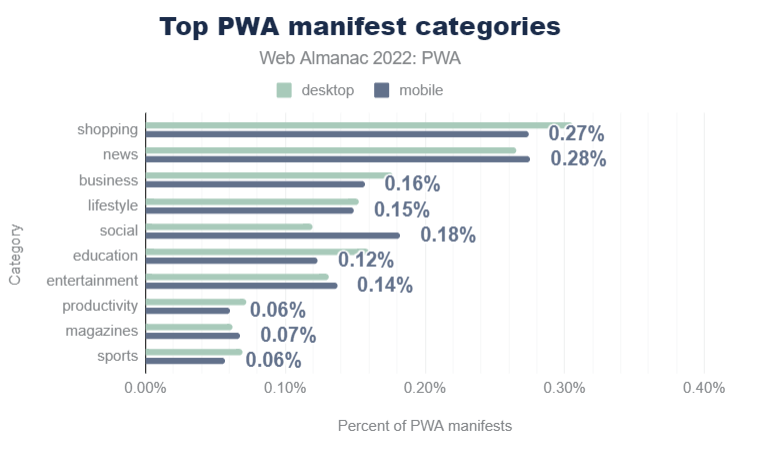 Top PWA manifest categories
Web Almanac 2022: PWA
desktop mobile
Category
shopping 0.27%
news 0.28%
business 0.16%
lifestyle 0.15%
social 0.18%
education 0.12%
entertainment 0.14%
productivity 0.06%
magazines 0.07%
sports 0.06%
0.00% 0.10% 0.20% 0.30% 0.40%
Percent of PWA manifests